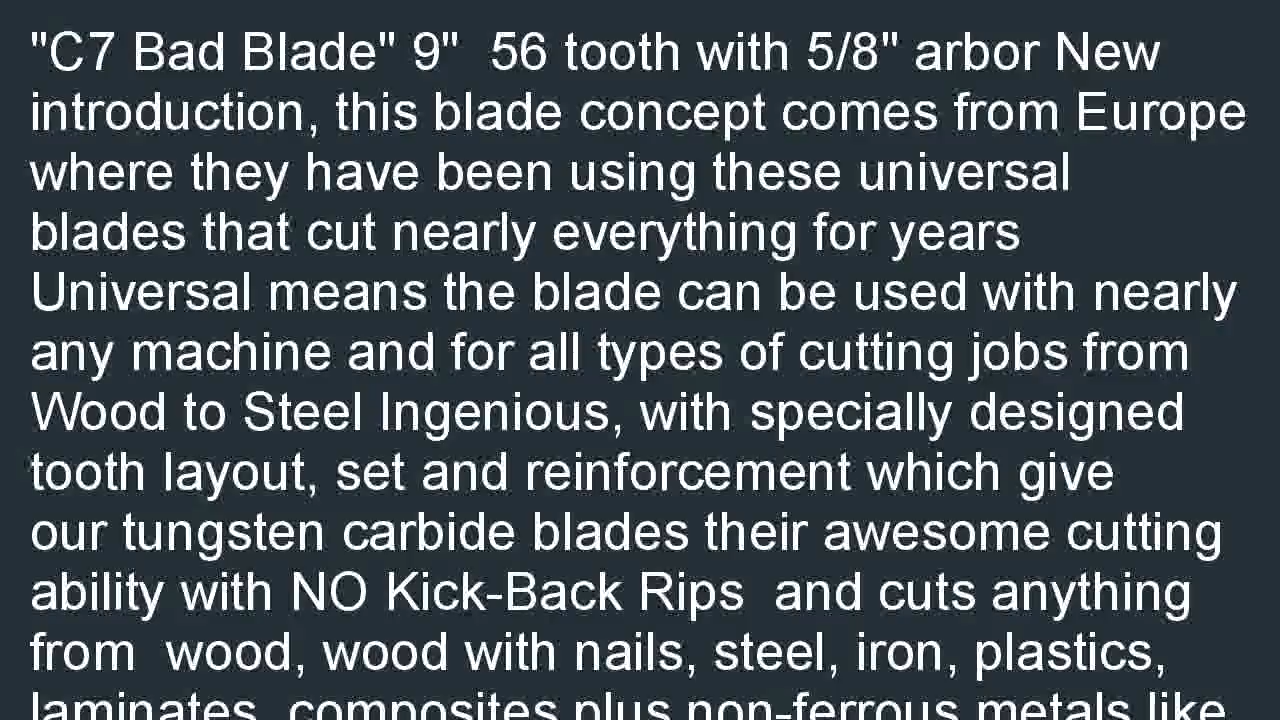 "C7 Bad Blade" 9"  56 tooth with 5/8" arbor New
introduction, this blade concept comes from Europe
where they have been using these universal
blades that cut nearly everything for years
Universal means the blade can be used with nearly
any machine and for all types of cutting jobs from
Wood to Steel Ingenious, with specially designed
tooth layout, set and reinforcement which give
our tungsten carbide blades their awesome cutting
ability with NO Kick-Back Rips  and cuts anything
from  wood, wood with nails, steel, iron, plastics,
laminates, composites plus non-ferrous metals like